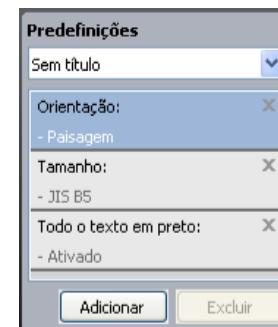 Predefinições
Sem título
Orientação:
- Paisagem
Tamanho:
- JIS B5
Todo o texto em preto:
- Ativado
Adicionar
Excluir